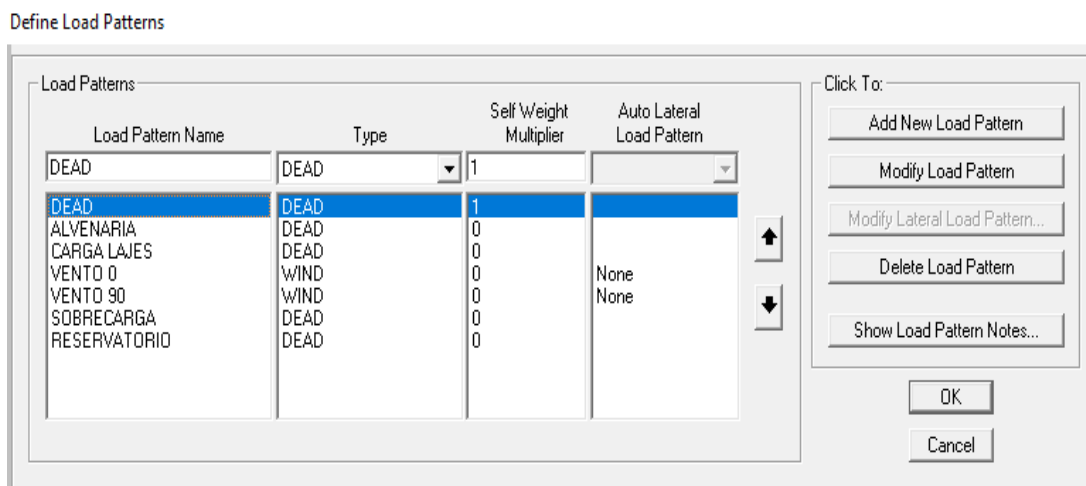 Define Load Patterns
Load Patterns
Self Weight Auto Lateral
Load Pattern Name Type Multiplier Load Pattern
DEAD DEAD 1
DEAD DEAD 1
ALVENARIA DEAD 0
CARGA LAJES DEAD 0
VENTO 0 WIND 0 None
VENTO 90 WIND 0 None
SOBRECARGA DEAD 0
RESERVATORIO DEAD 0
Click To:
Add New Load Pattern
Modify Load Pattern
Modify Lateral Load Pattern...
Delete Load Pattern
Show Load Pattern Notes...
OK
Cancel